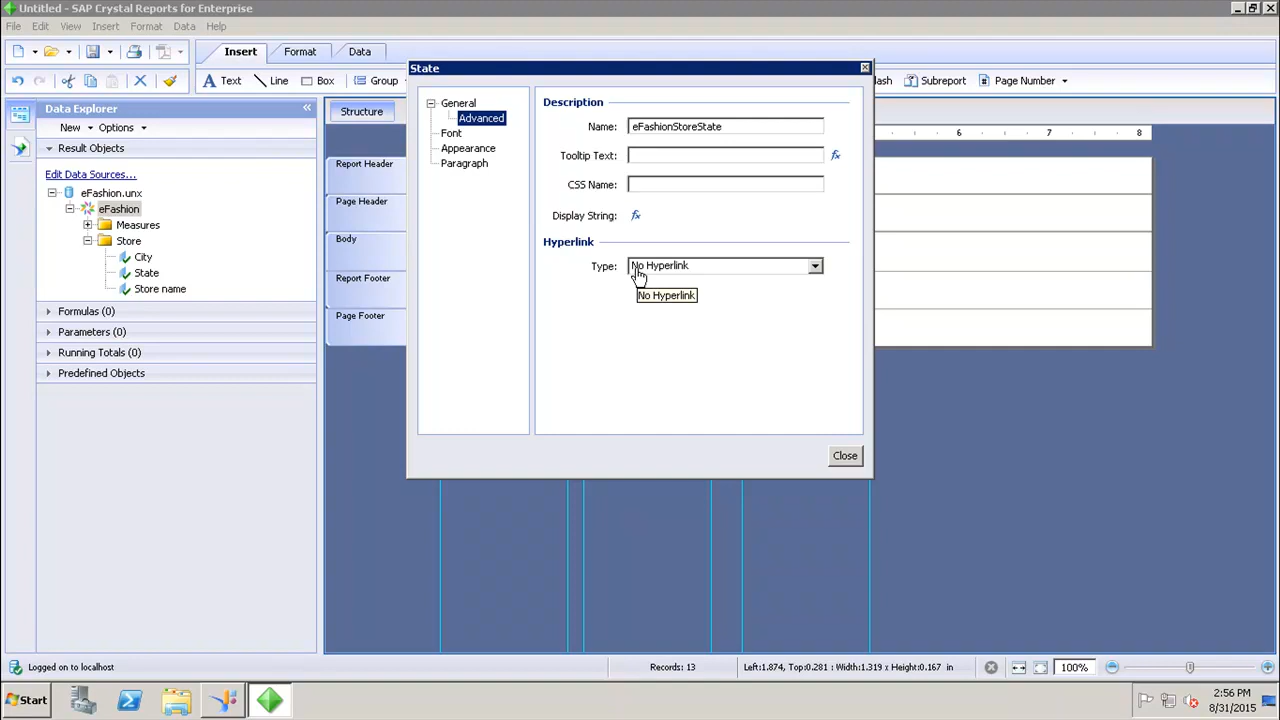 Untitled - SAP Crystal Reports for Enterprise
File Edit View Insert Format Data Help
Insert Format Data
Text Line Box Group
Subreport Page Number
State
Data Explorer
New Options
Result Objects
Edit Data Sources...
eFashion.unx
eFashion
Measures
Store
City
State
Store name
Formulas (0)
Parameters (0)
Running Totals (0)
Predefined Objects
Structure
Report Header
Page Header
Body
Report Footer
Page Footer
6 7 8
General
Advanced
Font
Appearance
Paragraph
Description
Name: eFashionStoreState
Tooltip Text:
CSS Name:
Display String:
Hyperlink
Type: No Hyperlink
No Hyperlink
Close
Logged on to localhost
Records: 13
Left:1.874, Top:0.281 : Width:1.319 x Height:0.167 in
100%
Start
2:56 PM
8/31/2015